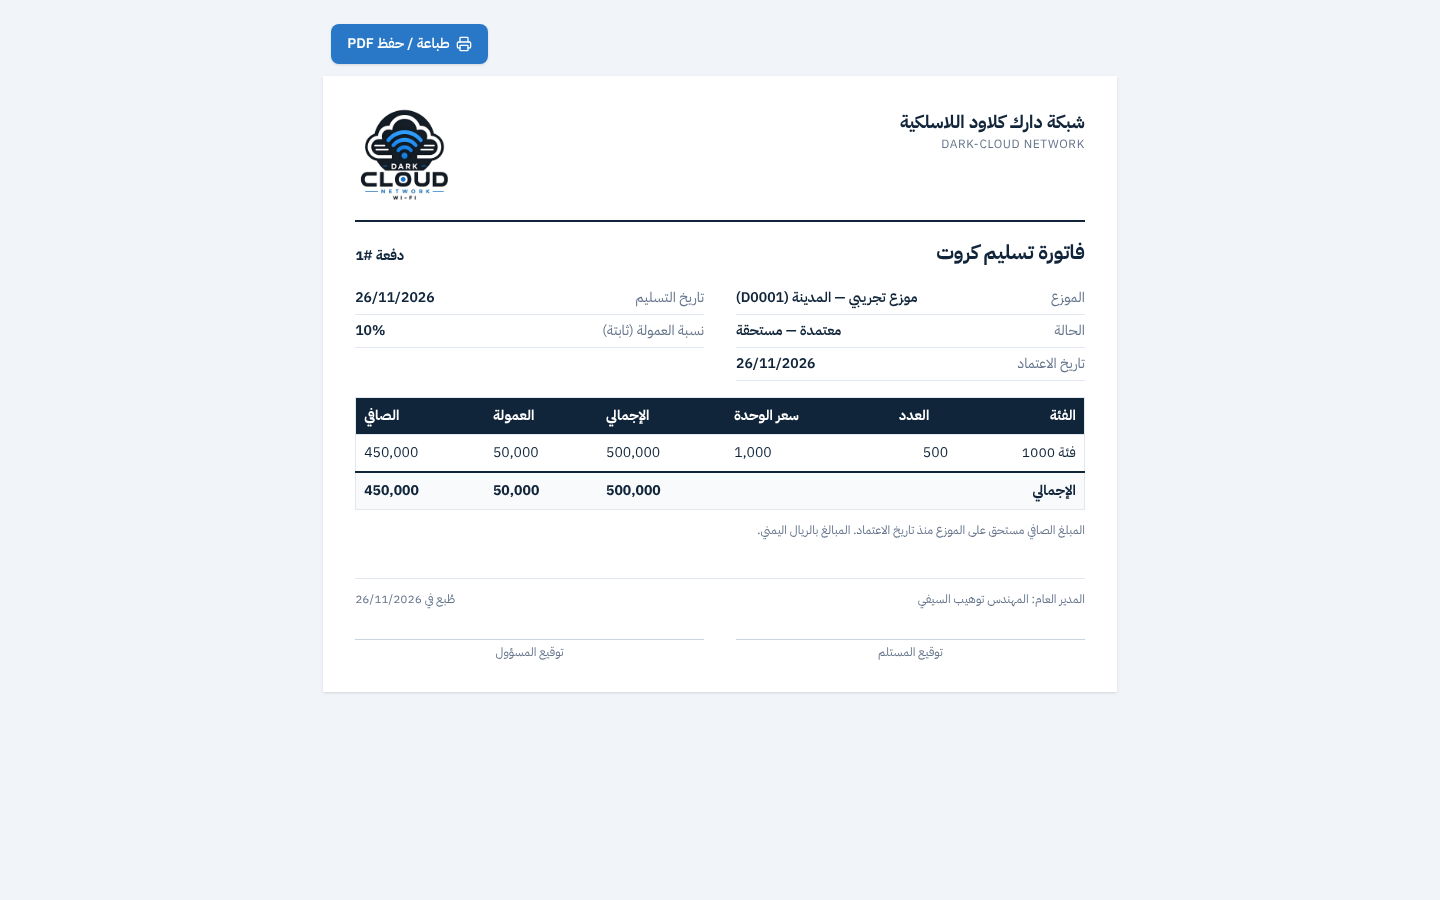 طباعة / حفظ PDF
شبكة دارك كلاود اللاسلكية
DARK-CLOUD NETWORK
DARK
CLOUD
NETWORK
WI-FI
فاتورة تسليم كروت
دفعة #1
الموزع موزع تجريبي — المدينة (D0001)
تاريخ التسليم 26/11/2026
الحالة معتمدة — مستحقة
نسبة العمولة (ثابتة) 10%
تاريخ الاعتماد 26/11/2026
الفئة العدد سعر الوحدة الإجمالي العمولة الصافي
فئة 1000 500 1,000 500,000 50,000 450,000
الإجمالي 500,000 50,000 450,000
المبلغ الصافي مستحق على الموزع منذ تاريخ الاعتماد. المبالغ بالريال اليمني.
المدير العام: المهندس توهيب السيفي
طُبع في 26/11/2026
توقيع المستلم
توقيع المسؤول